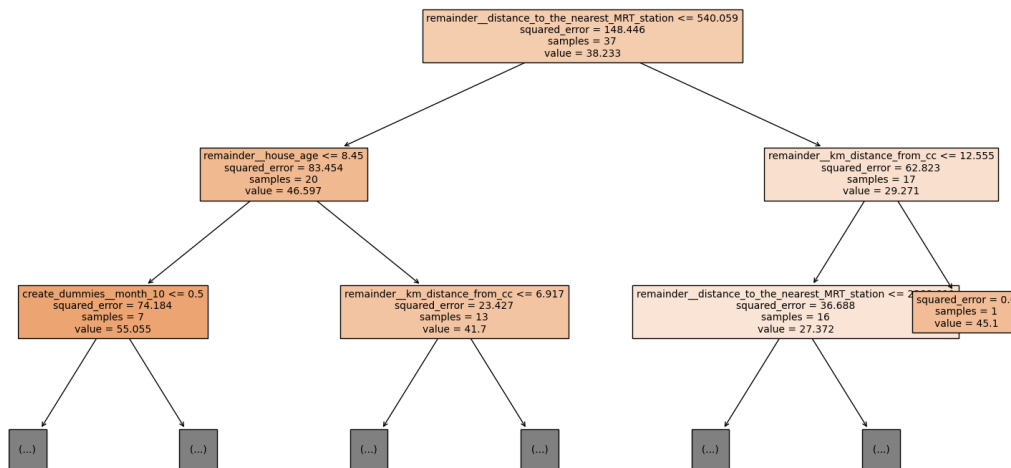 remainder__distance_to_the_nearest_MRT_station <= 540.059
squared_error = 148.446
samples = 37
value = 38.233
remainder__house_age <= 8.45
squared_error = 83.454
samples = 20
value = 46.597
remainder__km_distance_from_cc <= 12.555
squared_error = 62.823
samples = 17
value = 29.271
create_dummies__month_10 <= 0.5
squared_error = 74.184
samples = 7
value = 55.055
remainder__km_distance_from_cc <= 6.917
squared_error = 23.427
samples = 13
value = 41.7
remainder__distance_to_the_nearest_MRT_station <=
squared_error = 36.688
samples = 16
value = 27.372
squared_error = 0.
samples = 1
value = 45.1
(...)
(...)
(...)
(...)
(...)
(...)